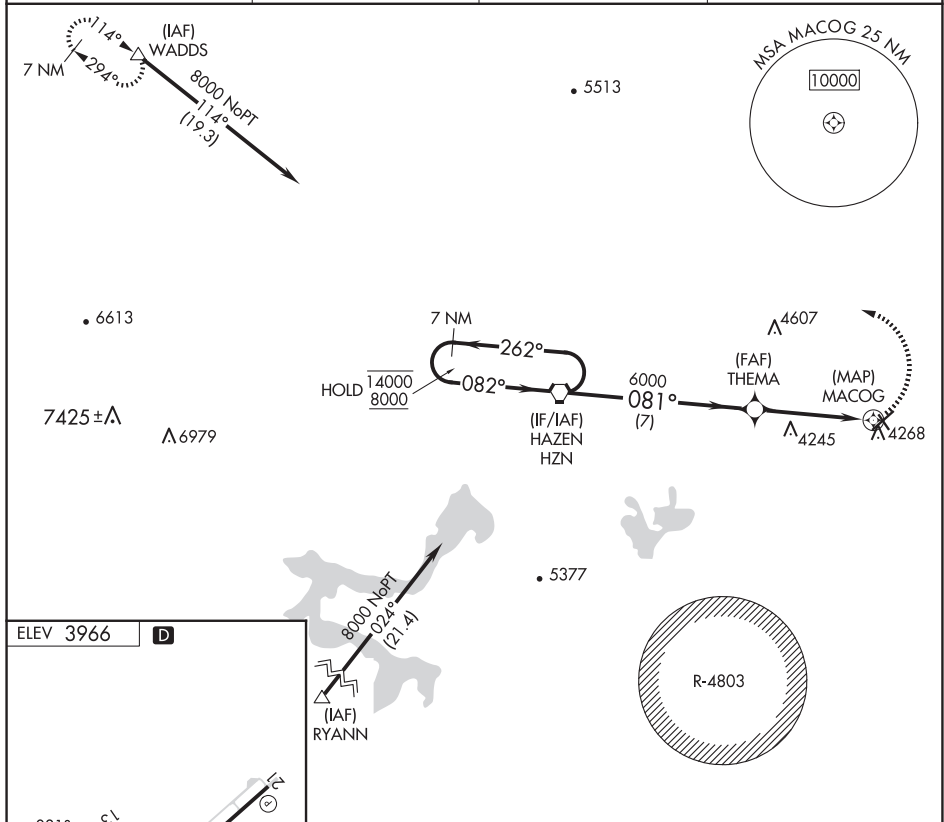 114°
(IAF)
WADDS
7 NM
294°
8000 NoPT
114°
(19.3)
5513
MSA MACOG 25 NM
10000
6613
7 NM
262°
4607
HOLD 14000
8000
082°
6000
081°
(7)
(FAF)
THEMA
(MAP)
MACOG
7425 ±
6979
(IF/IAF)
HAZEN
HZN
4245
4268
5377
8000 NoPT
024°
(21.4)
ELEV 3966
D
R-4803
(IAF)
RYANN
21
P
13